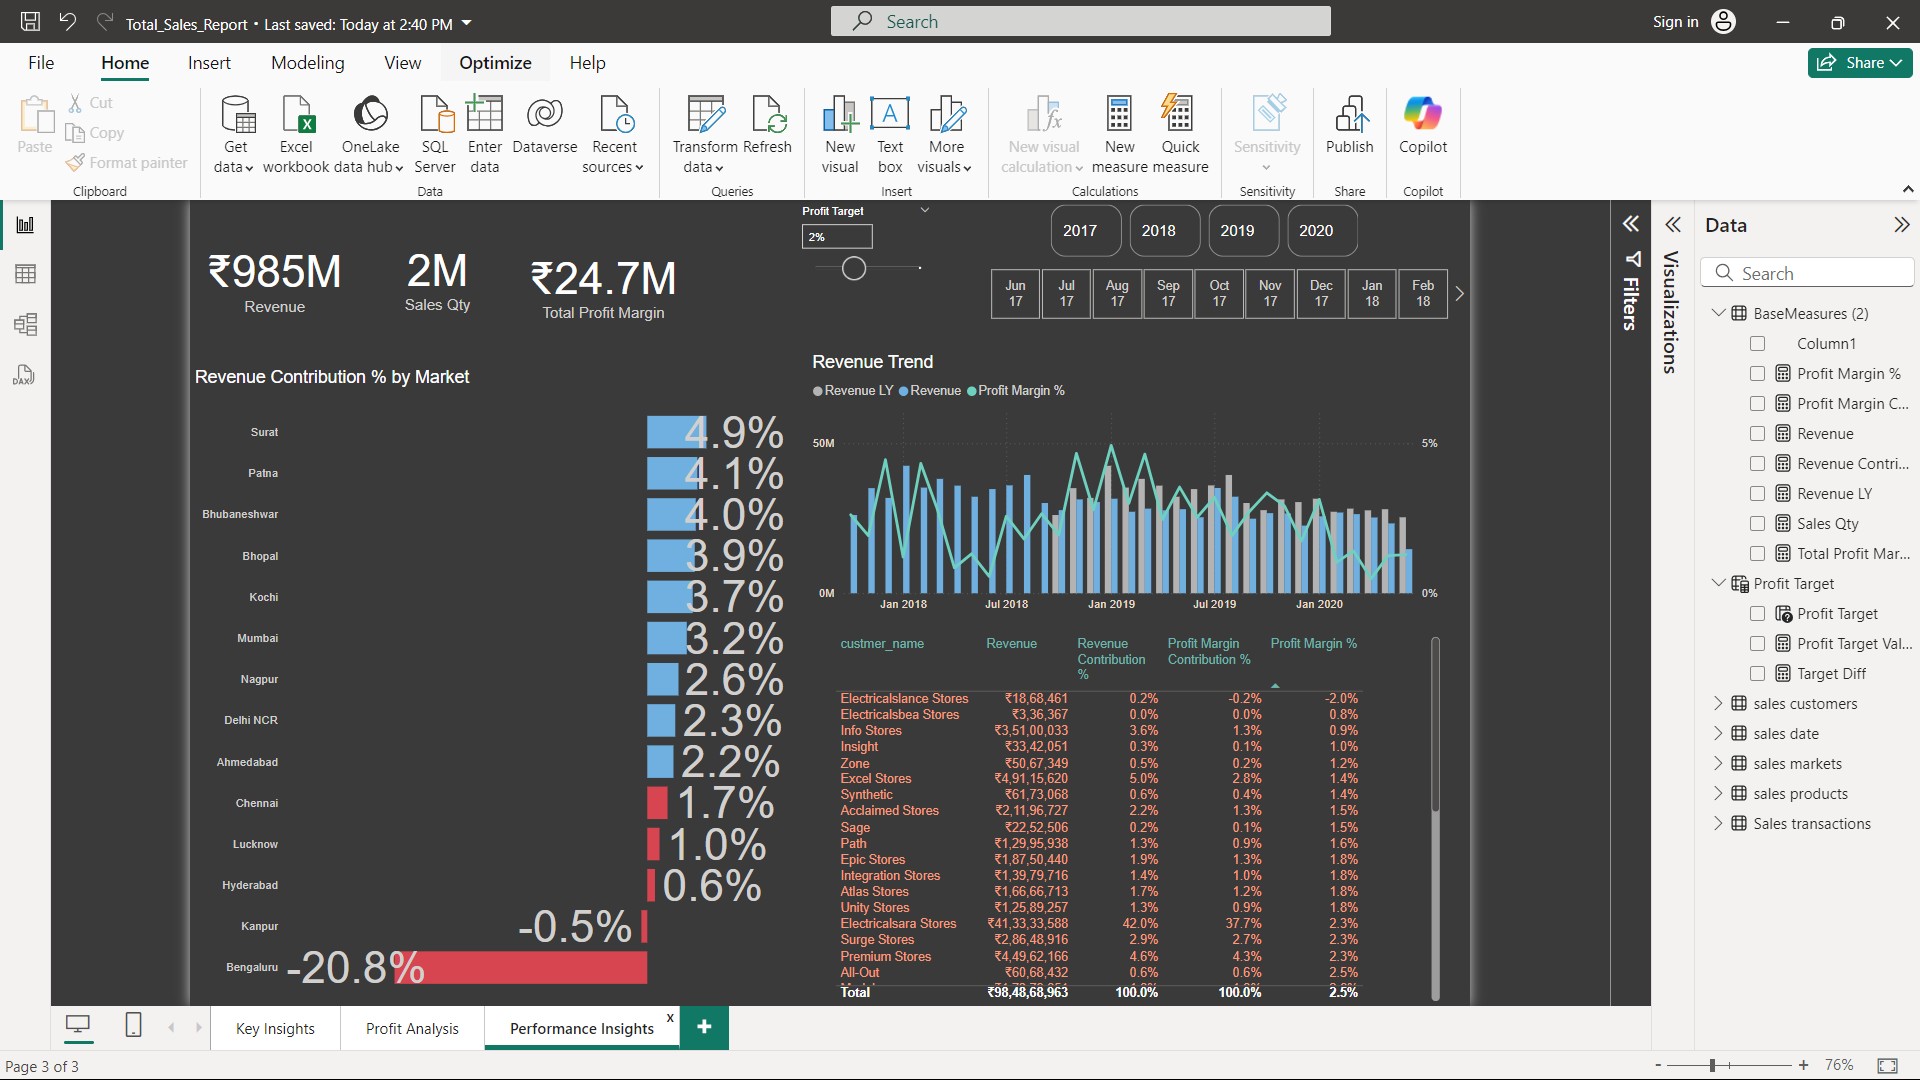 Total_Sales_Report • Last saved: Today at 2:40 PM
Search
Sign in
File
Home
Insert
Modeling
View
Optimize
Help
Share
Paste
Cut
Copy
Format painter
Clipboard
Get data
Excel workbook
OneLake data hub
SQL Server
Enter data
Dataverse
Recent sources
Data
Transform data
Refresh
Queries
New visual
Text box
More visuals
Insert
New visual calculation
New measure
Quick measure
Calculations
Sensitivity
Sensitivity
Publish
Share
Copilot
Copilot
₹985M
Revenue
2M
Sales Qty
₹24.7M
Total Profit Margin
Profit Target
2%
2017 2018 2019 2020
Jun 17 Jul 17 Aug 17 Sep 17 Oct 17 Nov 17 Dec 17 Jan 18 Feb 18
Revenue Contribution % by Market
Surat 4.9%
Patna 4.1%
Bhubaneshwar 4.0%
Bhopal 3.9%
Kochi 3.7%
Mumbai 3.2%
Nagpur 2.6%
Delhi NCR 2.3%
Ahmedabad 2.2%
Chennai 1.7%
Lucknow 1.0%
Hyderabad 0.6%
Kanpur -0.5%
Bengaluru -20.8%
Revenue Trend
Revenue LY Revenue Profit Margin %
50M 5%
0M 0%
Jan 2018 Jul 2018 Jan 2019 Jul 2019 Jan 2020
custmer_name Revenue Revenue Contribution % Profit Margin Contribution % Profit Margin %
Electricalslance Stores ₹18,68,461 0.2% -0.2% -2.0%
Electricalsbea Stores ₹3,36,367 0.0% 0.0% 0.8%
Info Stores ₹3,51,00,033 3.6% 1.3% 0.9%
Insight ₹33,42,051 0.3% 0.1% 1.0%
Zone ₹50,67,349 0.5% 0.2% 1.2%
Excel Stores ₹4,91,15,620 5.0% 2.8% 1.4%
Synthetic ₹61,73,068 0.6% 0.4% 1.4%
Acclaimed Stores ₹2,11,96,727 2.2% 1.3% 1.5%
Sage ₹22,52,506 0.2% 0.1% 1.5%
Path ₹1,29,95,938 1.3% 0.9% 1.6%
Epic Stores ₹1,87,50,440 1.9% 1.3% 1.8%
Integration Stores ₹1,39,79,716 1.4% 1.0% 1.8%
Atlas Stores ₹1,66,66,713 1.7% 1.2% 1.8%
Unity Stores ₹1,25,89,257 1.3% 0.9% 1.8%
Electricalsara Stores ₹41,33,33,588 42.0% 37.7% 2.3%
Surge Stores ₹2,86,48,916 2.9% 2.7% 2.3%
Premium Stores ₹4,49,62,166 4.6% 4.3% 2.3%
All-Out ₹60,68,432 0.6% 0.6% 2.5%
Total ₹98,48,68,963 100.0% 100.0% 2.5%
Filters
Visualizations
Data
Search
BaseMeasures (2)
Column1
Profit Margin %
Profit Margin C...
Revenue
Revenue Contri...
Revenue LY
Sales Qty
Total Profit Mar...
Profit Target
Profit Target
Profit Target Val...
Target Diff
sales customers
sales date
sales markets
sales products
Sales transactions
DAX
Key Insights
Profit Analysis
Performance Insights
x
+
Page 3 of 3
- + 76%